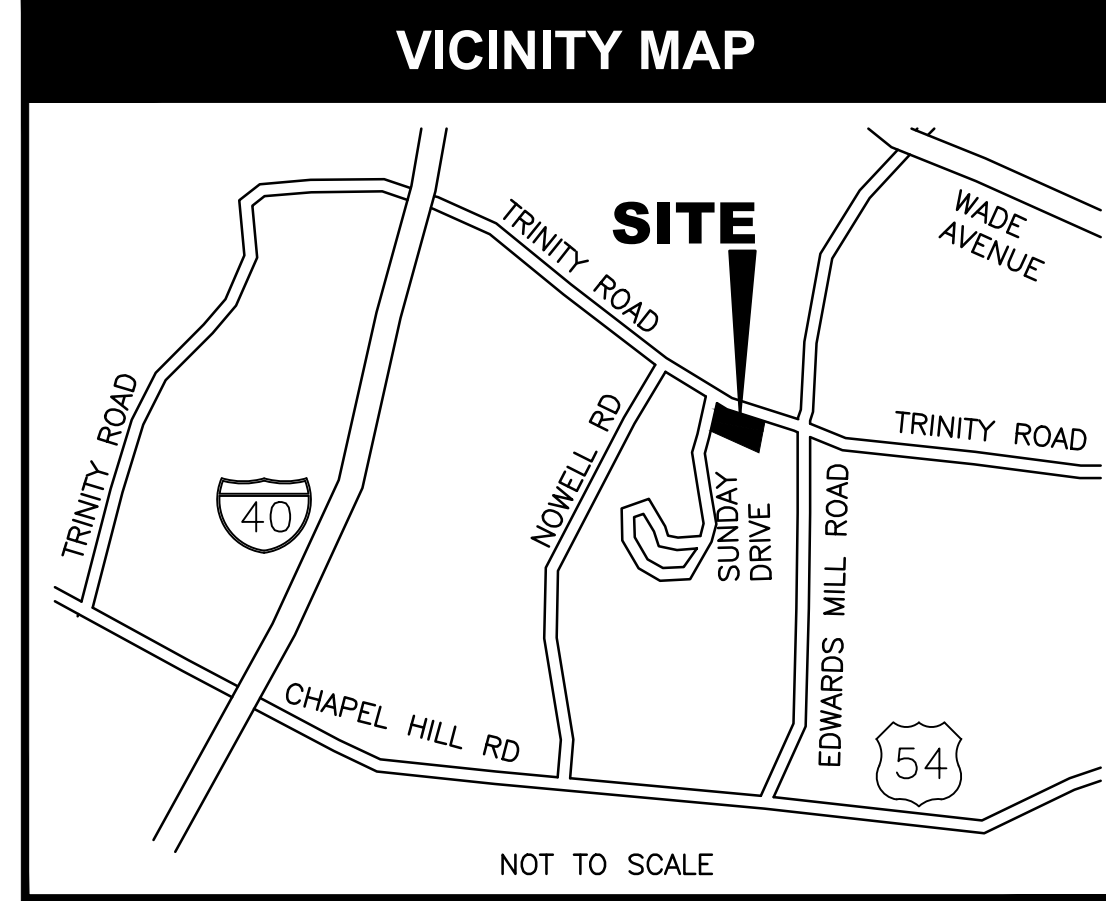 VICINITY MAP
TRINITY ROAD
SITE
WADE
AVENUE
TRINITY ROAD
NOWELL RD
TRINITY ROAD
40
SUNDAY
DRIVE
EDWARDS MILL ROAD
CHAPEL HILL RD
54
NOT TO SCALE